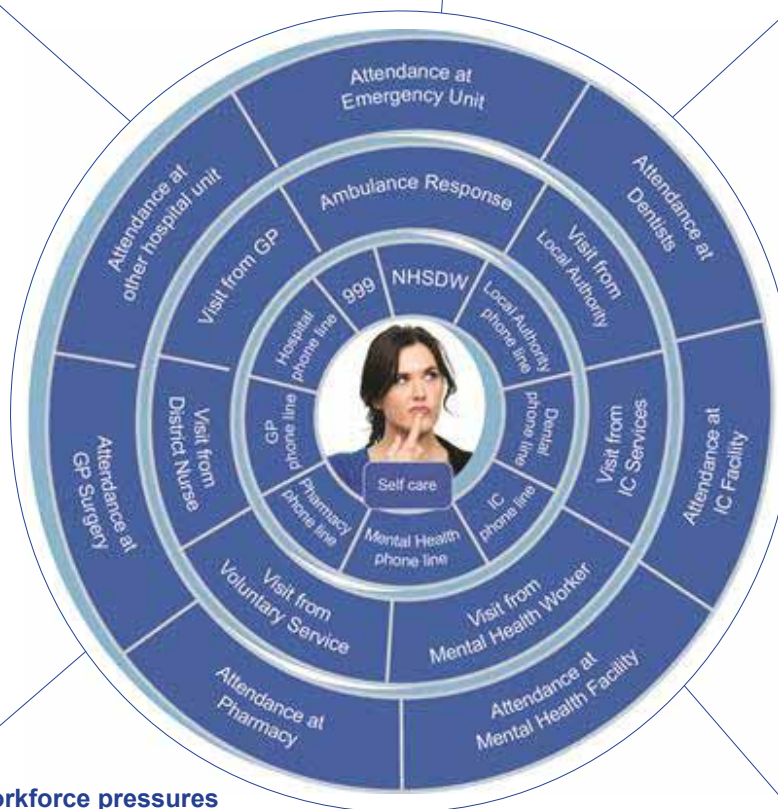 Attendance at
Emergency Unit
Attendance at
Dentists
Attendance at
IC Facility
Attendance at
Mental Health Facility
Attendance at
Pharmacy
Attendance at
GP Surgery
Attendance at
other hospital unit
Ambulance Response
Visit from
Local Authority
Visit from
IC Services
Visit from
Mental Health Worker
Visit from
Voluntary Service
Visit from
District Nurse
Visit from GP
999
NHSDW
Local Authority
phone line
Dental
phone line
IC
phone line
Mental Health
phone line
Pharmacy
phone line
GP
phone line
Hospital
phone line
Self care
pressures